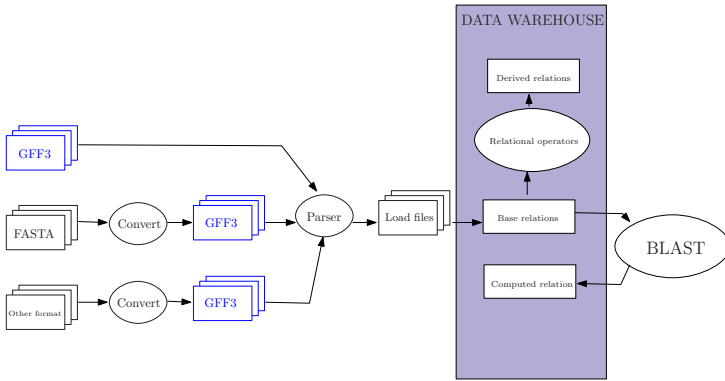 DATA WAREHOUSE
Derived relations
Relational operators
GFF3
FASTA
Convert
GFF3
Parser
Load files
Base relations
BLAST
Computed relation
Other format
Convert
GFF3